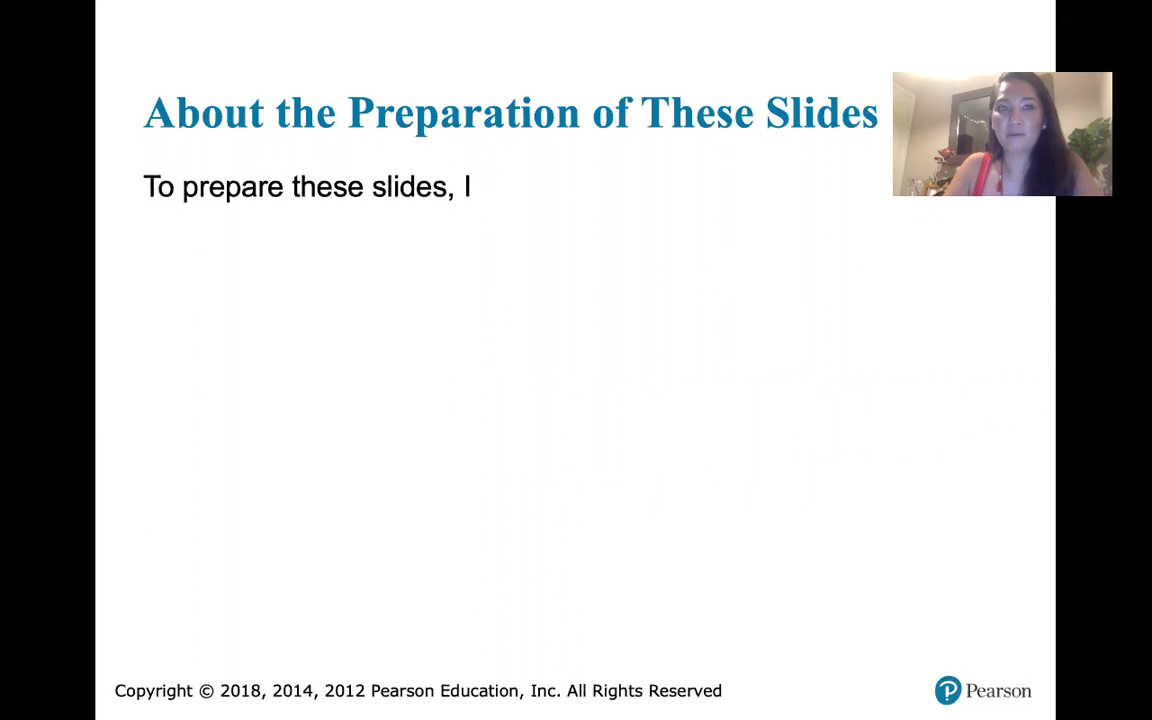 About the Preparation of These Slides
To prepare these slides, I
Copyright © 2018, 2014, 2012 Pearson Education, Inc. All Rights Reserved
Pearson